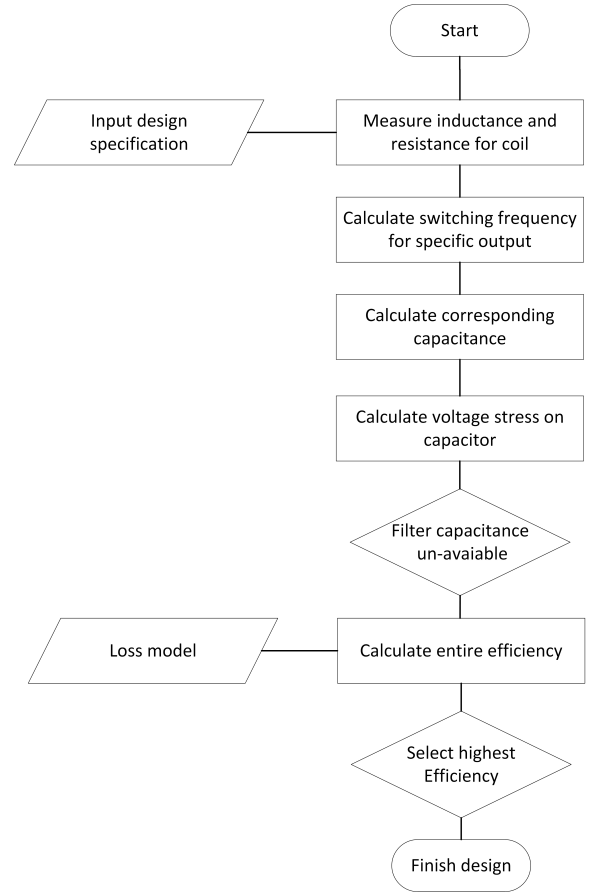 Start
Input design
specification
Measure inductance and
resistance for coil
Calculate switching frequency
for specific output
Calculate corresponding
capacitance
Calculate voltage stress on
capacitor
Filter capacitance
un-avaiable
Loss model
Calculate entire efficiency
Select highest
Efficiency
Finish design